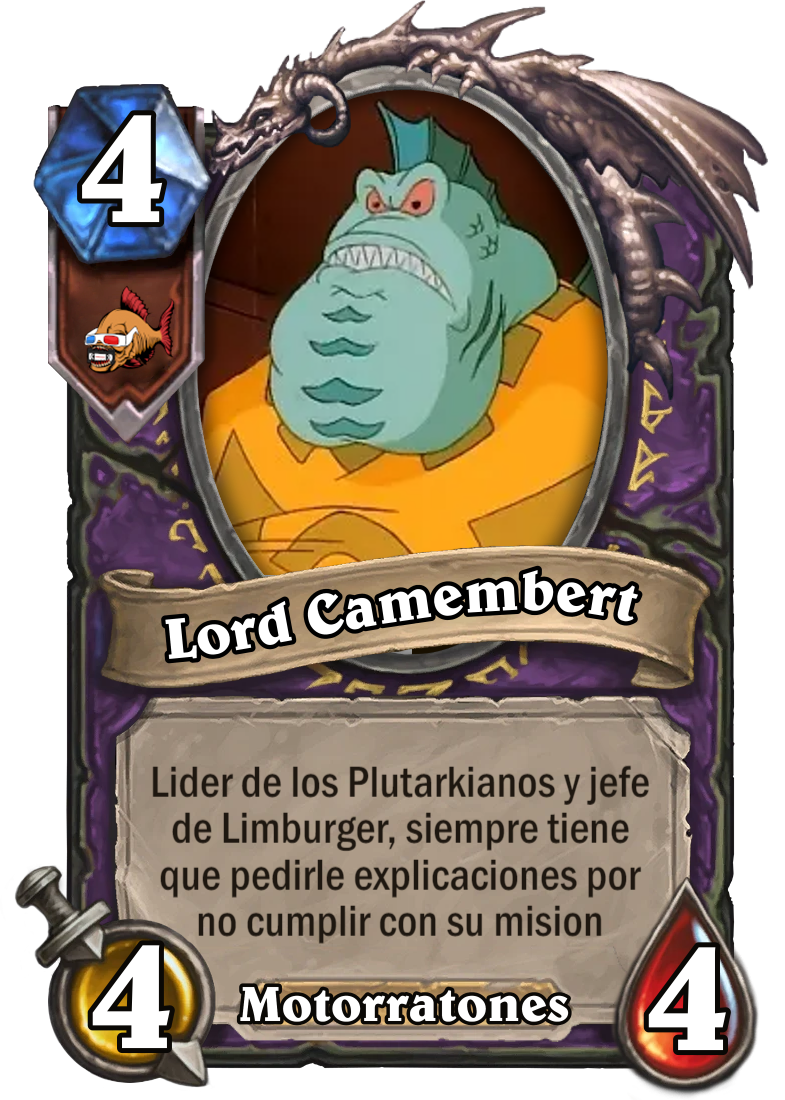 4
Lord Camembert
Lider de los Plutarkianos y jefe
de Limburger, siempre tiene
que pedirle explicaciones por
no cumplir con su mision
4
Motorratones
4